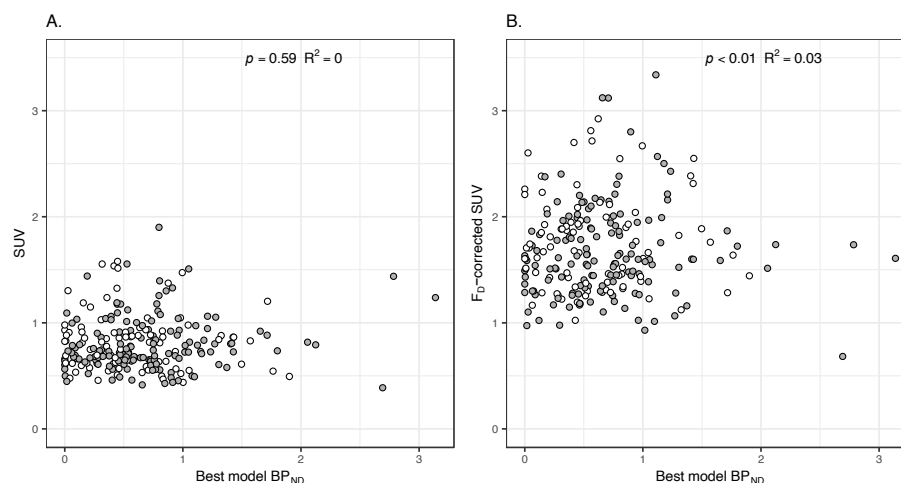 A.
p = 0.59 R² = 0
3
2
1
0
SUV
0 1 2 3
Best model BP_ND
B.
p < 0.01 R² = 0.03
3
2
1
0
F_D−corrected SUV
0 1 2 3
Best model BP_ND